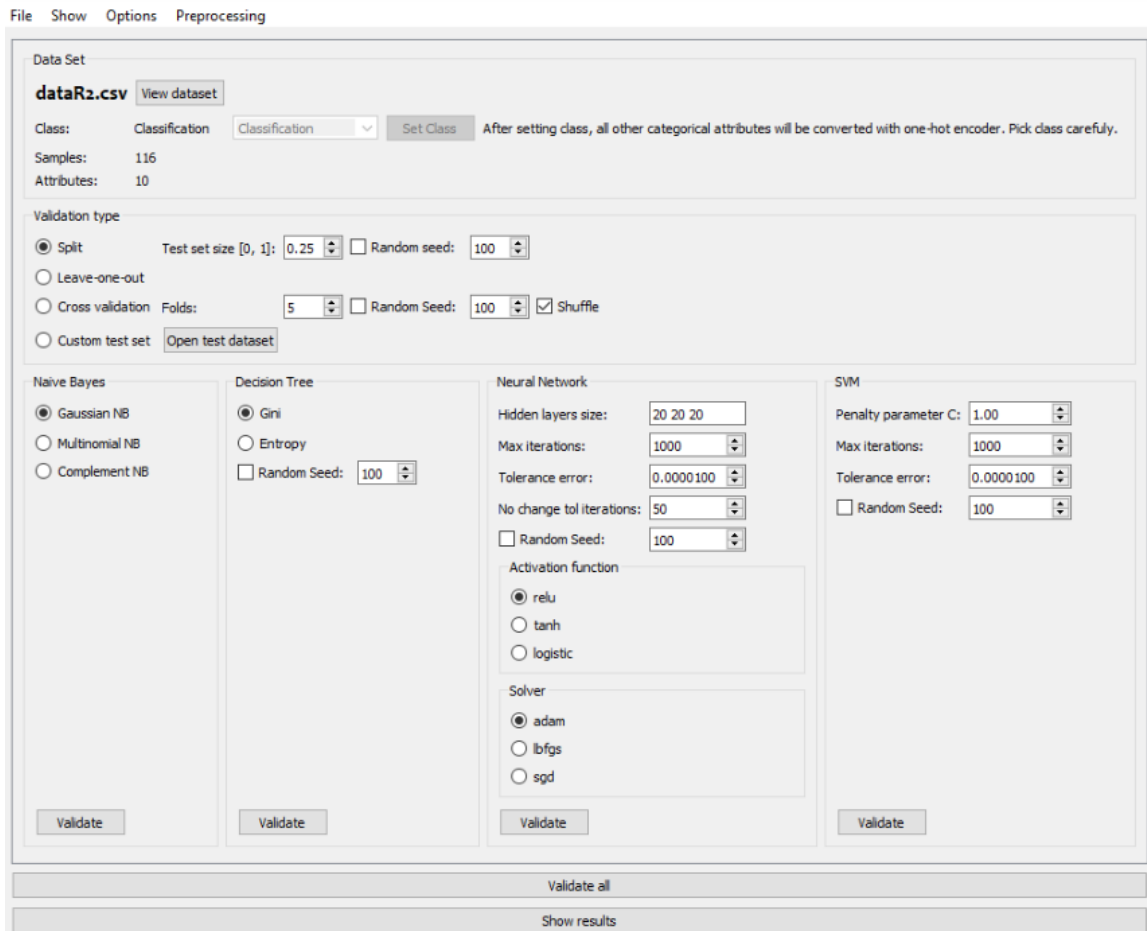 File Show Options Preprocessing
Data Set
dataR2.csv View dataset
Class: Classification Classification Set Class After setting class, all other categorical attributes will be converted with one-hot encoder. Pick class carefuly.
Samples: 116
Attributes: 10
Validation type
Split Test set size [0, 1]: 0.25 Random seed: 100
Leave-one-out
Cross validation Folds: 5 Random Seed: 100 Shuffle
Custom test set Open test dataset
Naive Bayes
Gaussian NB
Multinomial NB
Complement NB
Validate
Decision Tree
Gini
Entropy
Random Seed: 100
Validate
Neural Network
Hidden layers size: 20 20 20
Max iterations: 1000
Tolerance error: 0.0000100
No change tol iterations: 50
Random Seed: 100
Activation function
relu
tanh
logistic
Solver
adam
lbfgs
sgd
Validate
SVM
Penalty parameter C: 1.00
Max iterations: 1000
Tolerance error: 0.0000100
Random Seed: 100
Validate
Validate all
Show results